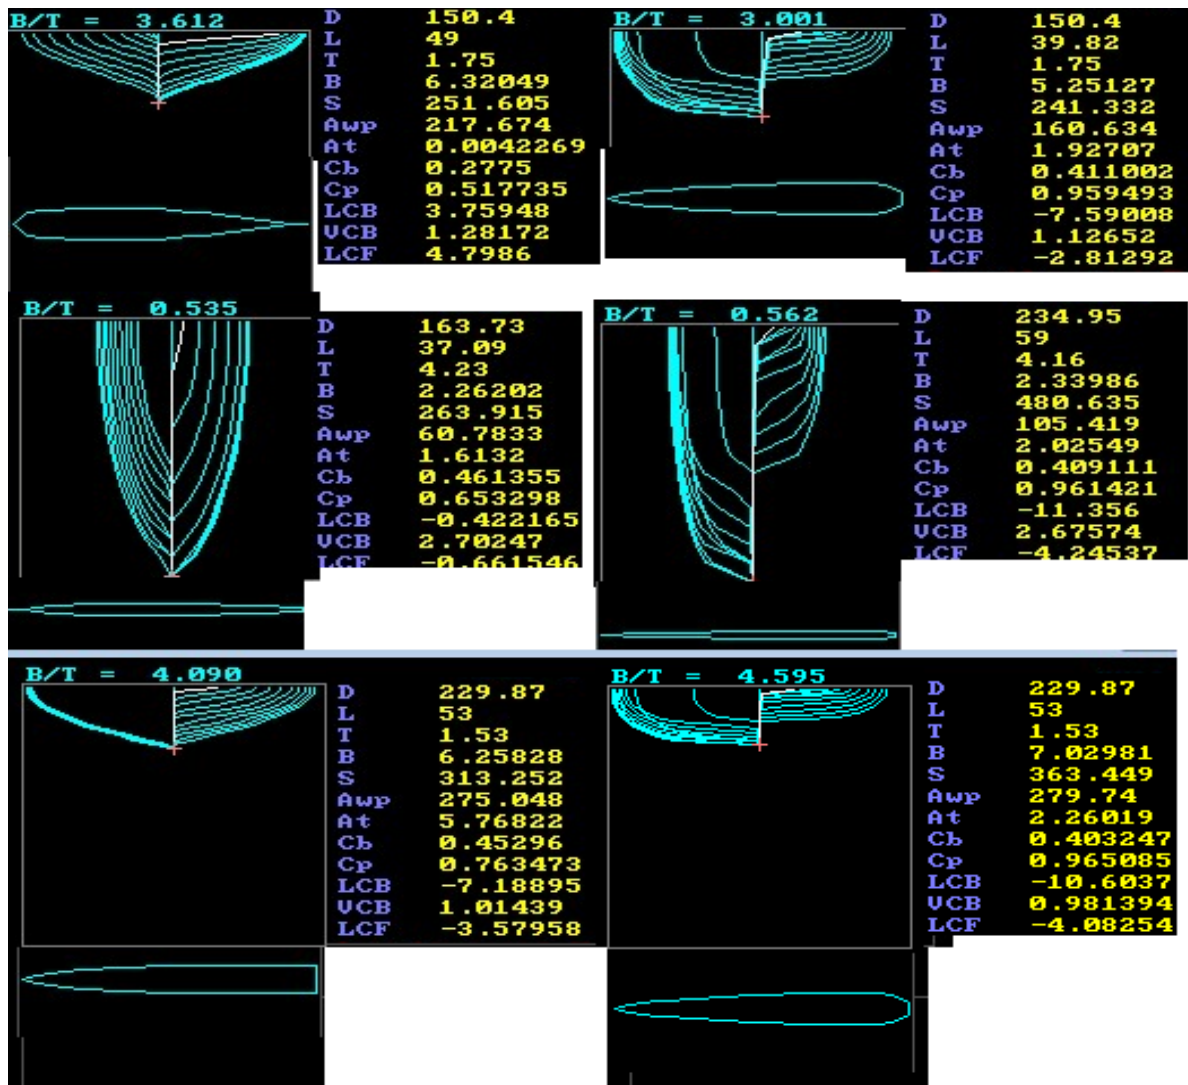 B/T = 3.612
D 150.4
L 49
T 1.75
B 6.32049
S 251.605
Awp 217.674
At 0.0042269
Cb 0.2775
Cp 0.517735
LCB 3.75948
VCB 1.28172
LCF 4.7986
B/T = 3.001
D 150.4
L 39.82
T 1.75
B 5.25127
S 241.332
Awp 160.634
At 1.92707
Cb 0.411002
Cp 0.959493
LCB -7.59008
VCB 1.12652
LCF -2.81292
B/T = 0.535
D 163.73
L 37.09
T 4.23
B 2.26202
S 263.915
Awp 60.7833
At 1.6132
Cb 0.461355
Cp 0.653298
LCB -0.422165
VCB 2.70247
LCF -0.661546
B/T = 0.562
D 234.95
L 59
T 4.16
B 2.33986
S 480.635
Awp 105.419
At 2.02549
Cb 0.409111
Cp 0.961421
LCB -11.356
VCB 2.67574
LCF -4.24537
B/T = 4.090
D 229.87
L 53
T 1.53
B 6.25828
S 313.252
Awp 275.048
At 5.76822
Cb 0.45296
Cp 0.763473
LCB -7.18895
VCB 1.01439
LCF -3.57958
B/T = 4.595
D 229.87
L 53
T 1.53
B 7.02981
S 363.449
Awp 279.74
At 2.26019
Cb 0.403247
Cp 0.965085
LCB -10.6037
VCB 0.981394
LCF -4.08254